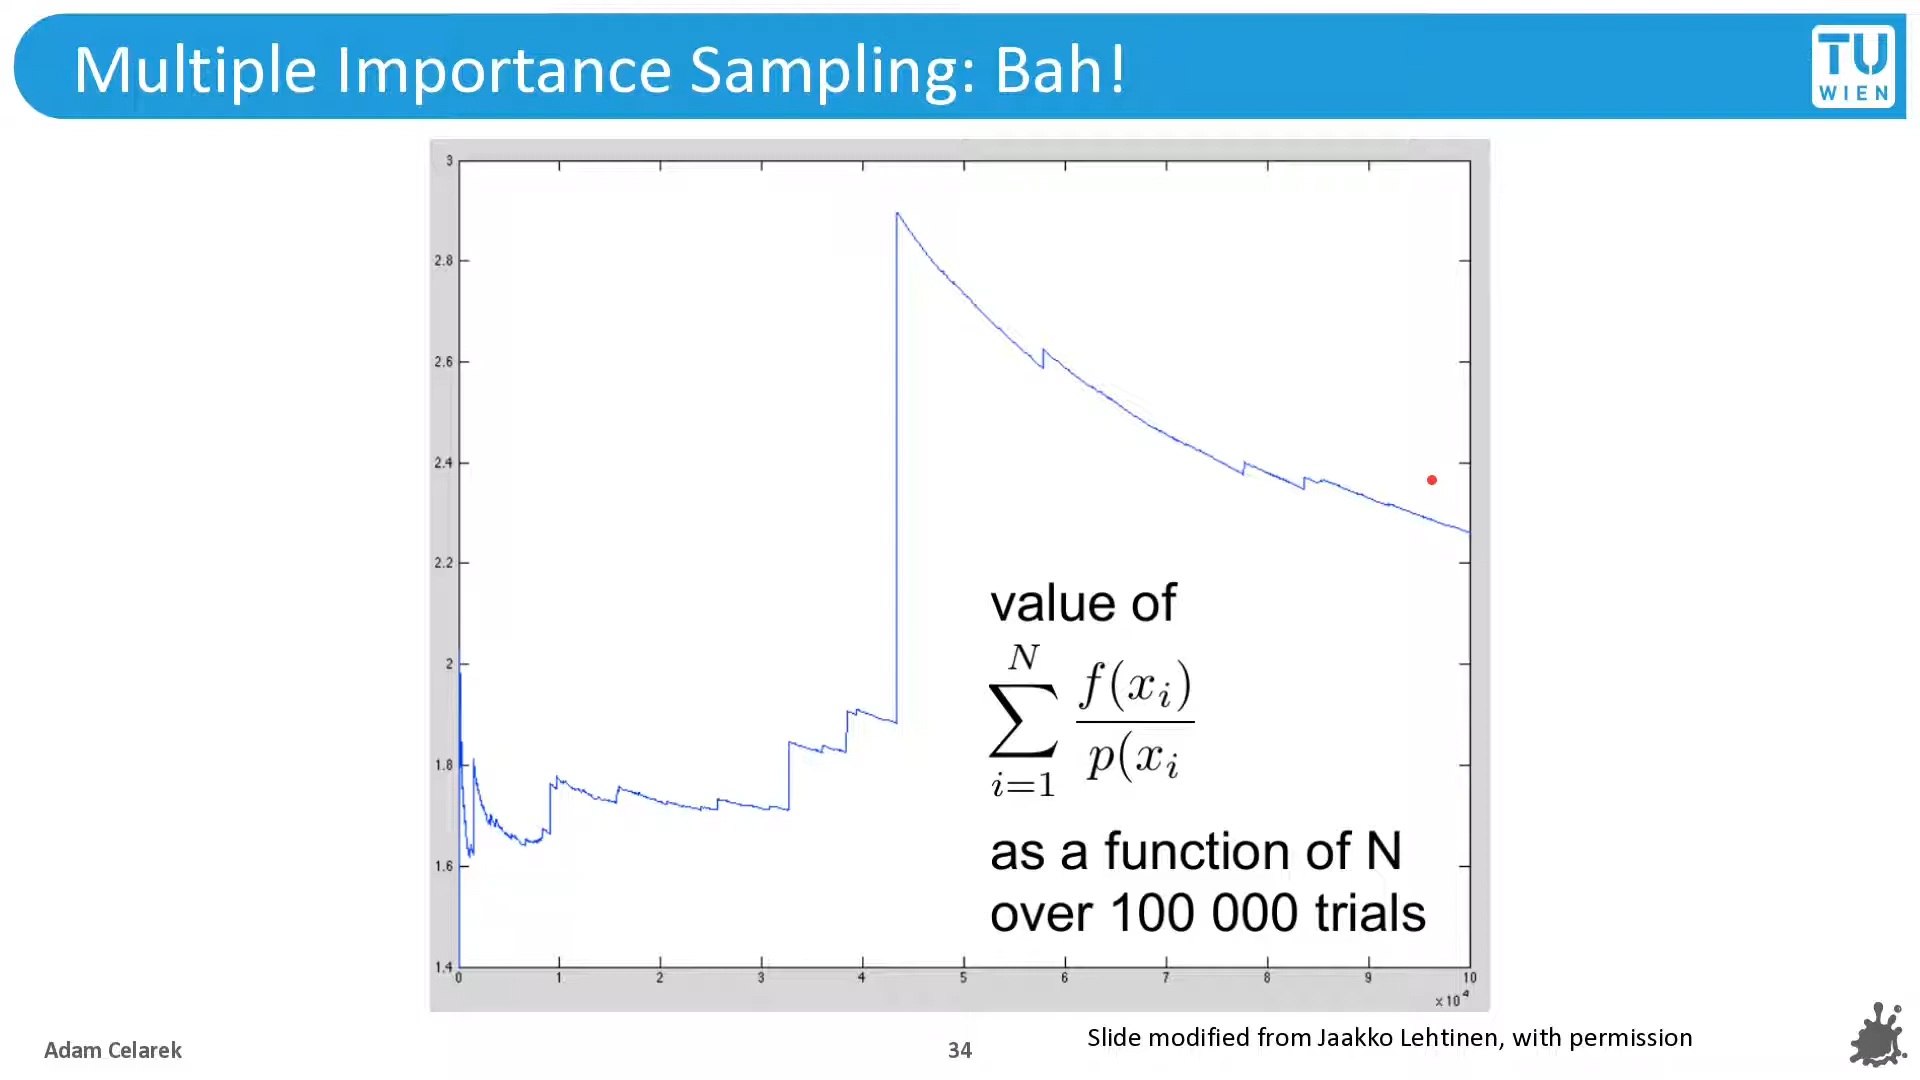 Multiple Importance Sampling: Bah!
TU
WIEN
3
2.8
2.6
2.4
2.2
2
1.8
1.6
1.4
0 1 2 3 4 5 6 7 8 9 10
x 10^4
value of
\sum_{i=1}^{N} \frac{f(x_i)}{p(x_i}
as a function of N
over 100 000 trials
Adam Celarek
34
Slide modified from Jaakko Lehtinen, with permission